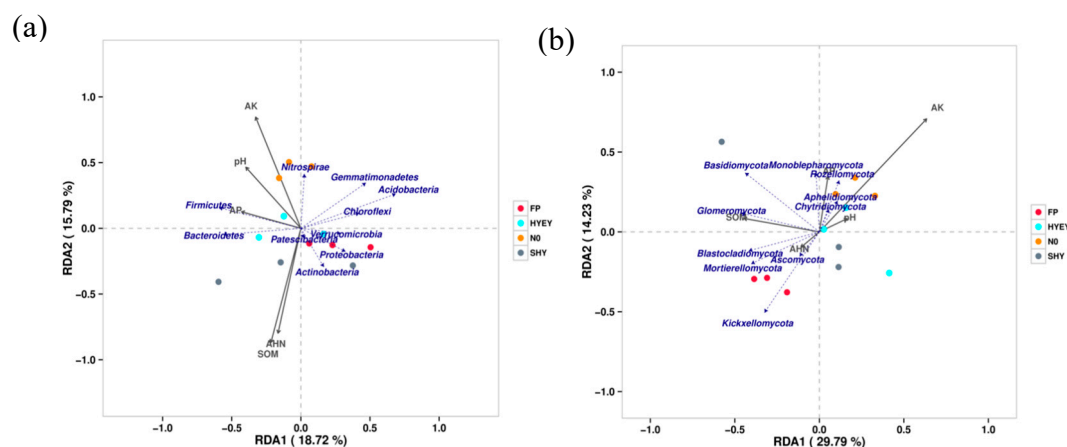 (a)
1.0
0.5
0.0
−0.5
−1.0
RDA2 ( 15.79 %)
AK
pH
Nitrospirae
Gemmatimonadetes
Acidobacteria
Firmicutes
AP
Chloroflexi
Bacteroidetes
Patescibacteria
Verrucomicrobia
Proteobacteria
Actinobacteria
AHN
SOM
−1.0
−0.5
0.0
0.5
1.0
RDA1 ( 18.72 %)
FP
HYEY
N0
SHY
(b)
1.0
0.5
0.0
−0.5
−1.0
RDA2 ( 14.23 %)
AK
Basidiomycota
Monoblepharomycota
AP
Rozellomycota
Aphelidiomycota
Glomeromycota
Chytridiomycota
SOM
pH
Blastocladiomycota
AHN
Ascomycota
Mortierellomycota
Kickxellomycota
−1.0
−0.5
0.0
0.5
1.0
RDA1 ( 29.79 %)
FP
HYEY
N0
SHY